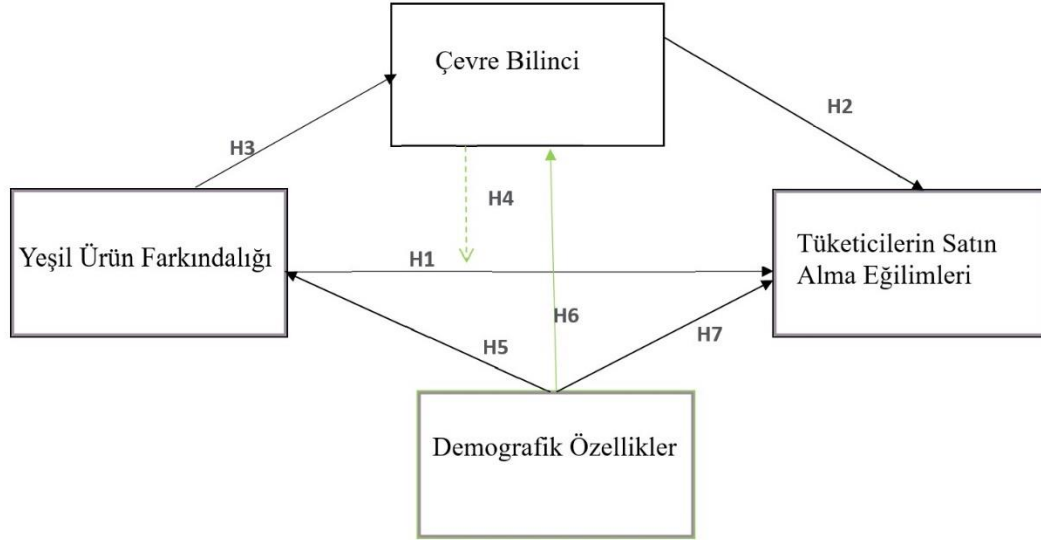 Çevre Bilinci
H2
H3
H4
Yeşil Ürün Farkındalığı
H1
Tüketicilerin Satın
Alma Eğilimleri
H6
H5
H7
Demografik Özellikler